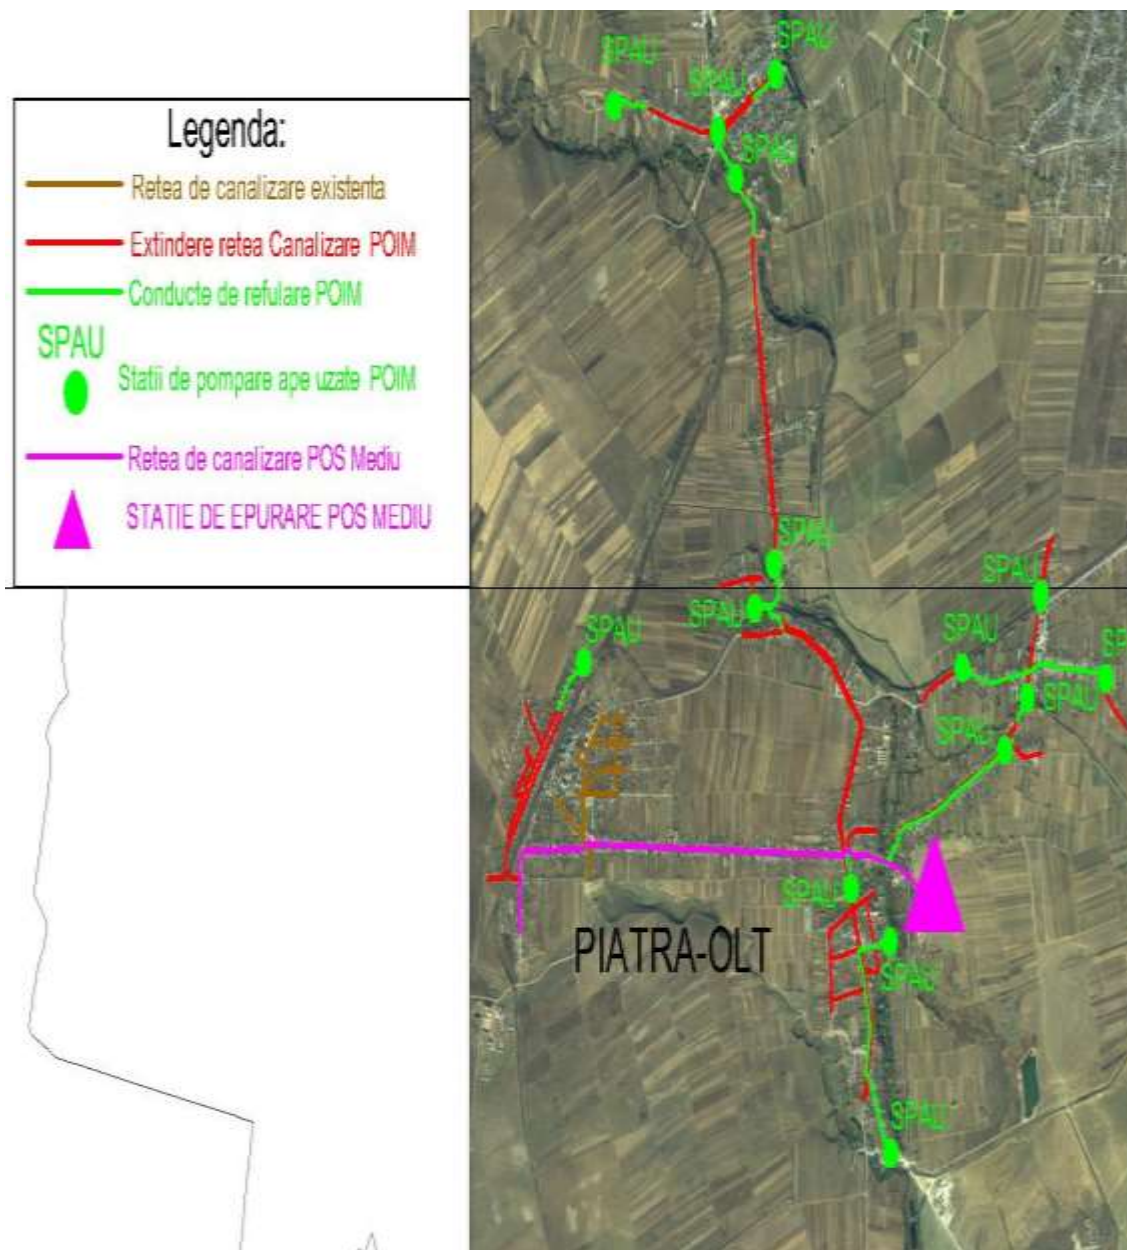 SPAU
SPAU
SPAU
SPAU
Legenda:
Retea de canalizare existenta
Extindere retea Canalizare POIM
Conducte de refulare POIM
SPAU
Statii de pompare ape uzate POIM
Retea de canalizare POS Mediu
STATIE DE EPURARE POS MEDIU
SPAU
SPAU
SPAU
SPAU
SPAU
SP
SPAU
SPAU
SPAU
PIATRA-OLT
SPAU
SPAU